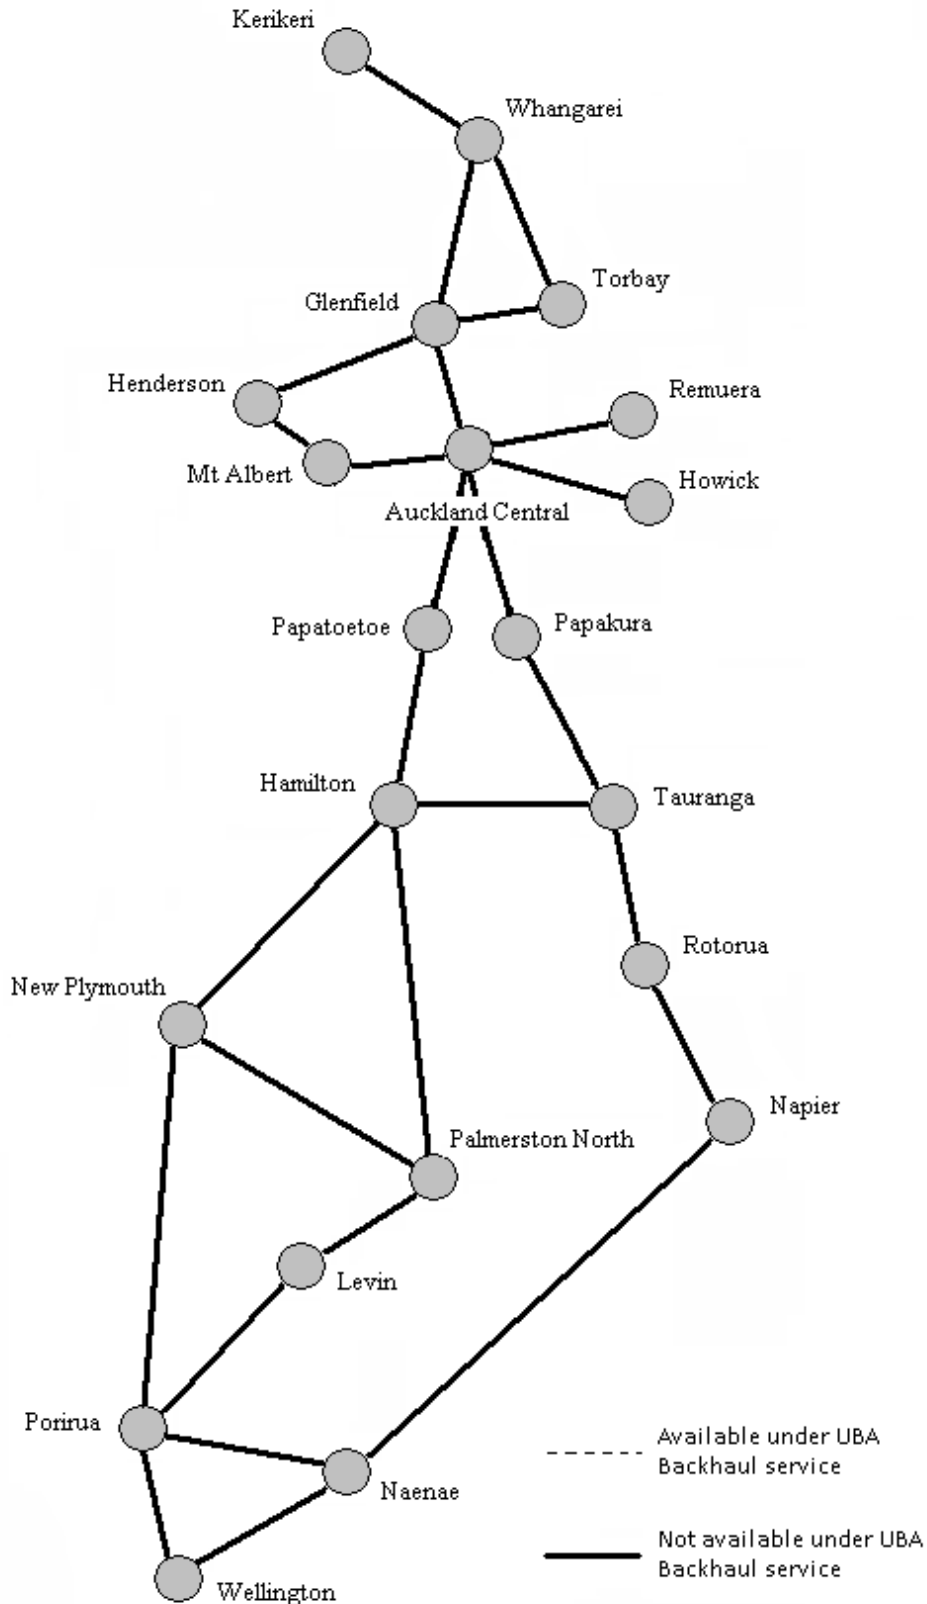 Kerikeri
Whangarei
Torbay
Glenfield
Henderson
Remuera
Mt Albert
Howick
Auckland Central
Papatoetoe
Papakura
Hamilton
Tauranga
Rotorua
New Plymouth
Napier
Palmerston North
Levin
Porirua
Naenae
Available under UBA
Backhaul service
Not available under UBA
Backhaul service
Wellington